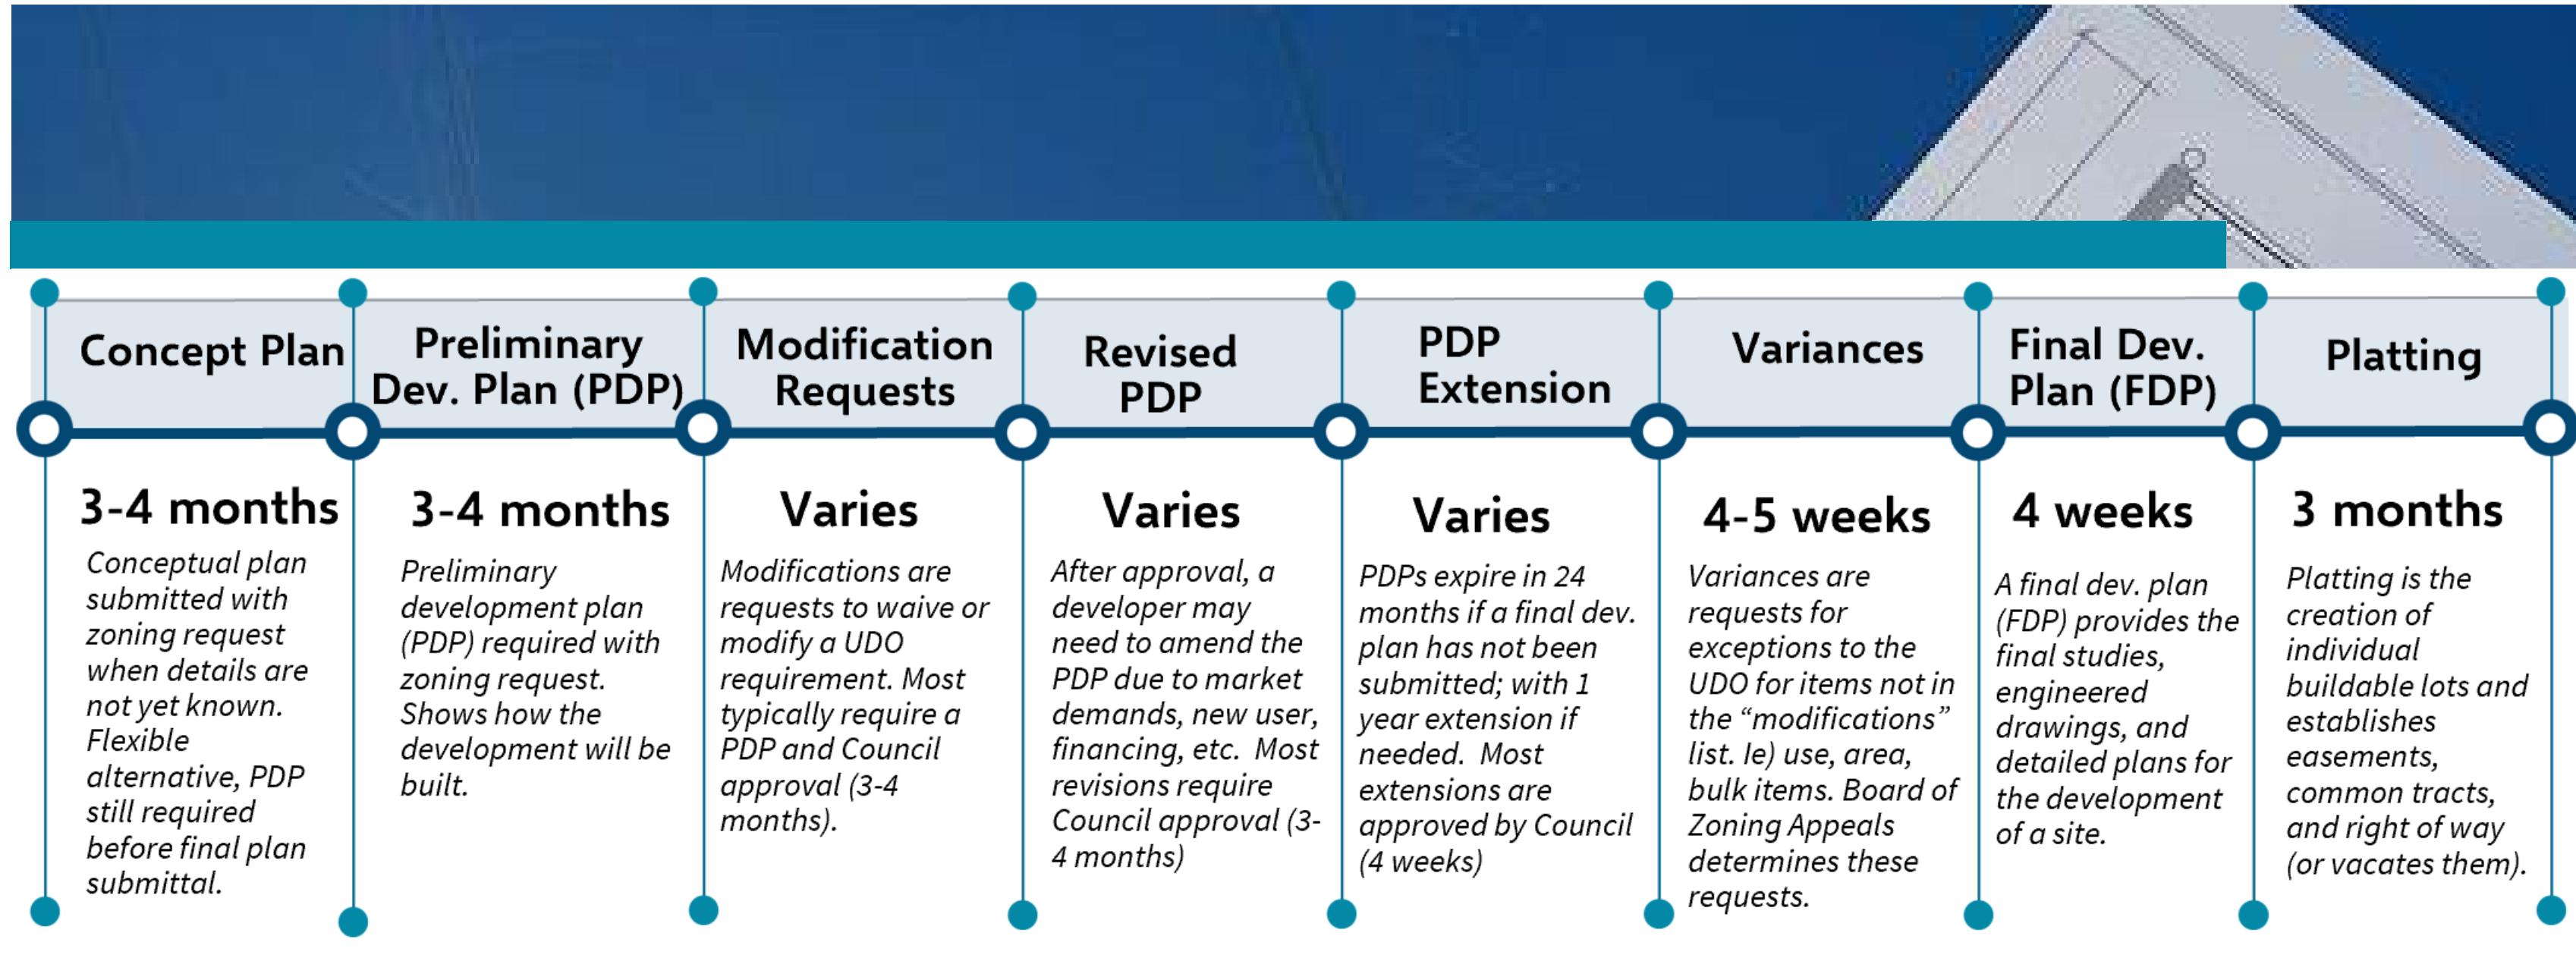 Concept Plan
Preliminary
Dev. Plan (PDP)
Modification
Requests
Revised
PDP
PDP
Extension
Variances
Final Dev.
Plan (FDP)
Platting
3-4 months
Conceptual plan
submitted with
zoning request
when details are
not yet known.
Flexible
alternative, PDP
still required
before final plan
submittal.
3-4 months
Preliminary
development plan
(PDP) required with
zoning request.
Shows how the
development will be
built.
Varies
Modifications are
requests to waive or
modify a UDO
requirement. Most
typically require a
PDP and Council
approval (3-4
months).
Varies
After approval, a
developer may
need to amend the
PDP due to market
demands, new user,
financing, etc.  Most
revisions require
Council approval (3-
4 months)
Varies
PDPs expire in 24
months if a final dev.
plan has not been
submitted; with 1
year extension if
needed.  Most
extensions are
approved by Council
(4 weeks)
4-5 weeks
Variances are
requests for
exceptions to the
UDO for items not in
the “modifications”
list. Ie) use, area,
bulk items. Board of
Zoning Appeals
determines these
requests.
4 weeks
A final dev. plan
(FDP) provides the
final studies,
engineered
drawings, and
detailed plans for
the development
of a site.
3 months
Platting is the
creation of
individual
buildable lots and
establishes
easements,
common tracts,
and right of way
(or vacates them).